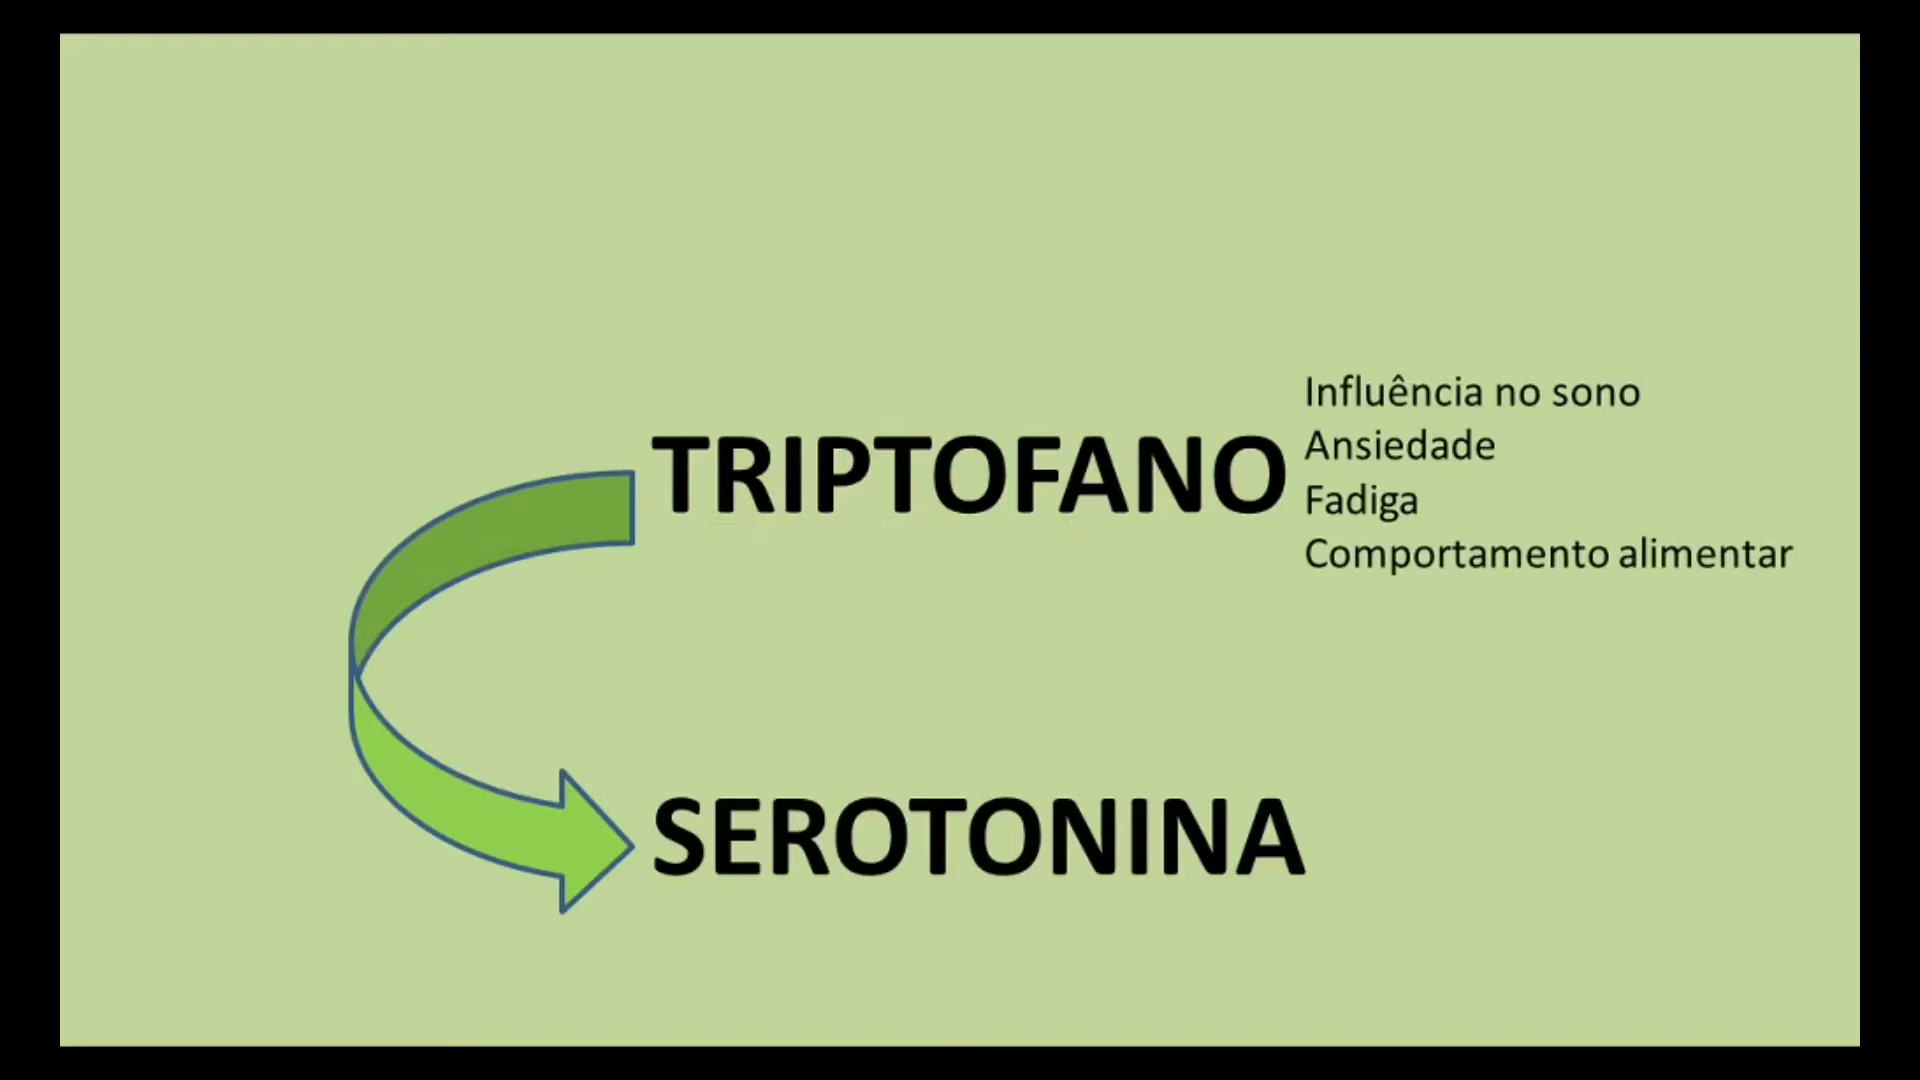 TRIPTOFANO
Influência no sono
Ansiedade
Fadiga
Comportamento alimentar
SEROTONINA